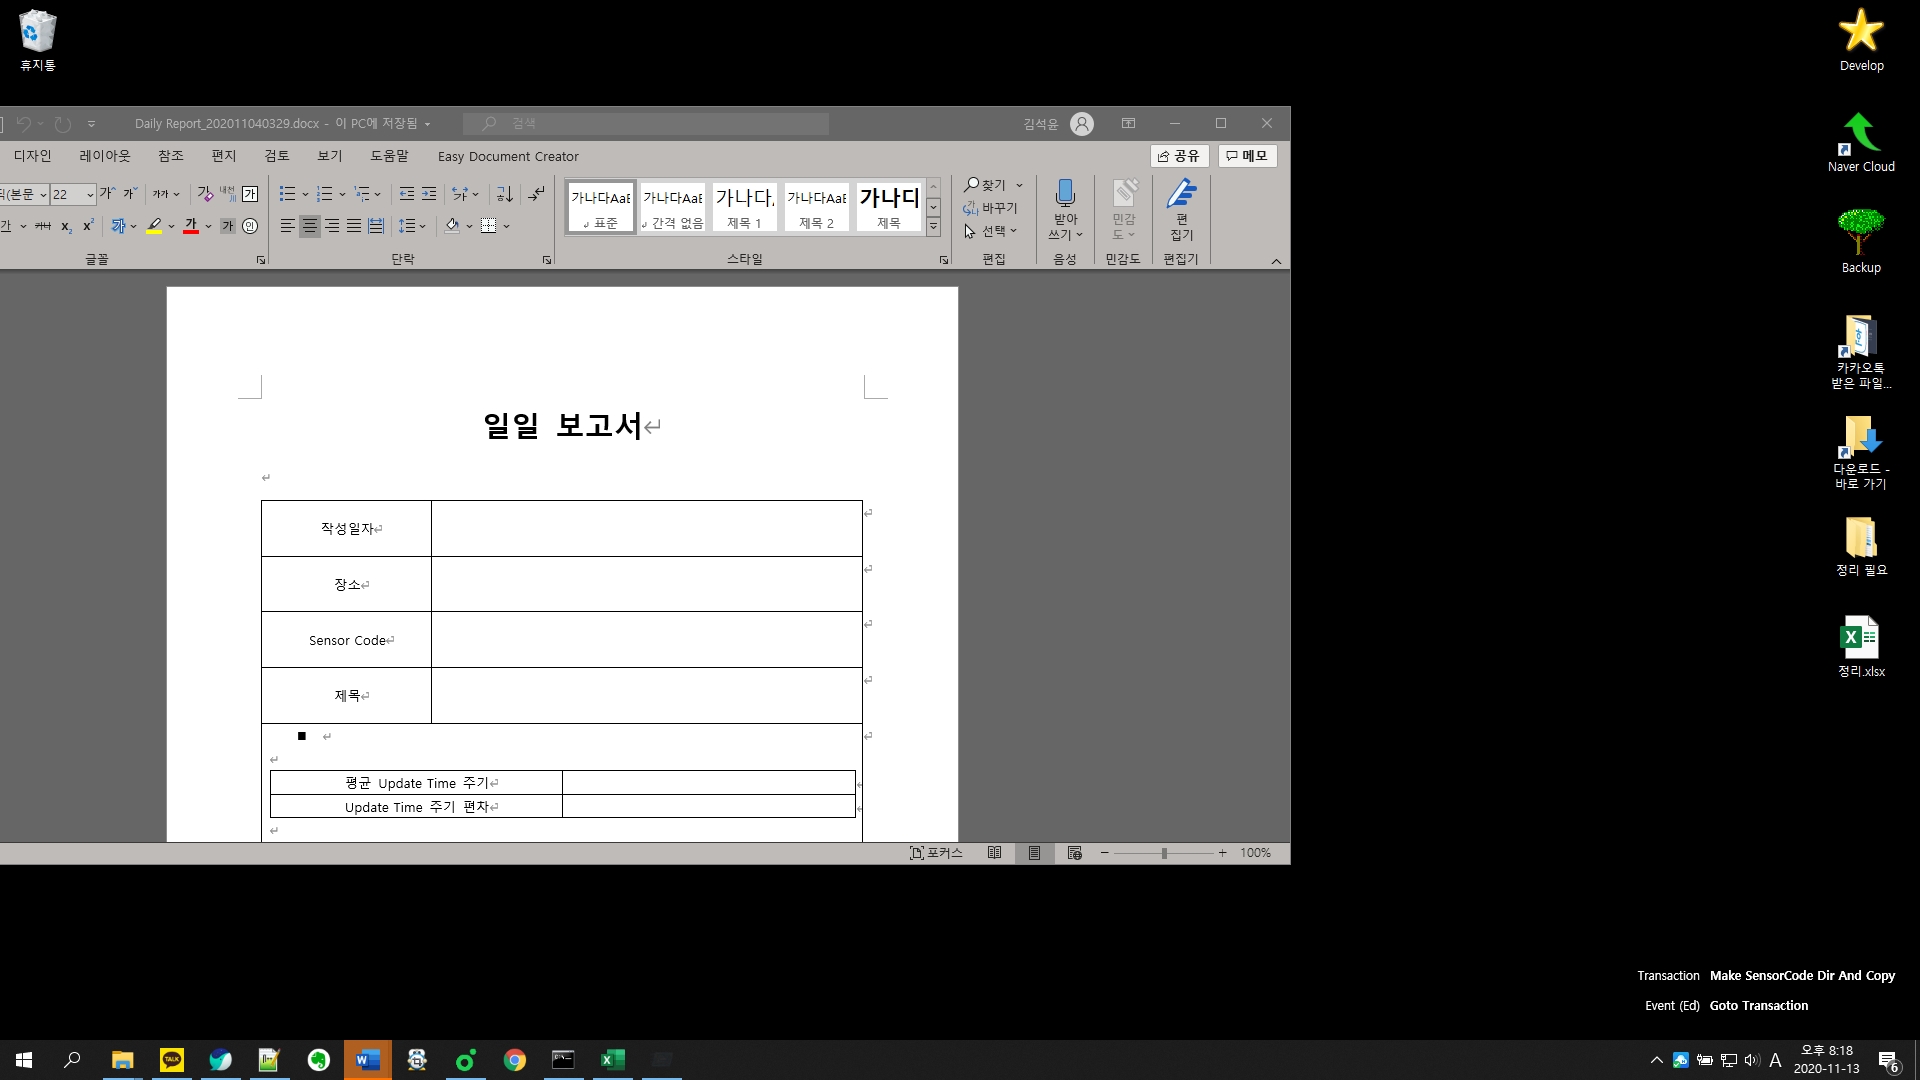 휴지통
Develop
Naver Cloud
Backup
카카오톡
받은 파일...
다운로드 -
바로 가기
정리 필요
정리.xlsx
Daily Report_202011040329.docx - 이 PC에 저장됨
검색
김석윤
디자인 레이아웃 참조 편지 검토 보기 도움말 Easy Document Creator
공유 메모
22
가나다AaB 가나다AaB 가나다, 가나다AaB 가나디
표준 간격 없음 제목 1 제목 2 제목
찾기
바꾸기
선택
받아
쓰기
민감
도
편
집기
글꼴 단락 스타일 편집 음성 민감도 편집기
일일 보고서
작성일자
장소
Sensor Code
제목
평균 Update Time 주기
Update Time 주기 편차
포커스
100%
Transaction Make SensorCode Dir And Copy
Event (Ed) Goto Transaction
TALK
A
오후 8:18
2020-11-13
6